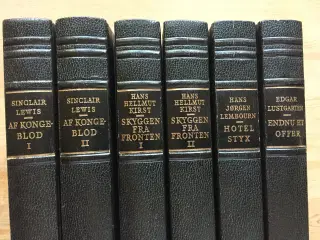 SINCLAIR
LEWIS
AF KONGE-
BLOD
I
SINCLAIR
LEWIS
AF KONGE-
BLOD
II
HANS
HELLMUT
KIRST
SKYGGEN
FRA
FRONTEN
I
HANS
HELLMUT
KIRST
SKYGGEN
FRA
FRONTEN
II
HANS
JØRGEN
LEMBOURN
HOTEL
STYX
EDGAR
LUSTGARTEN
ENDNU ET
OFFER